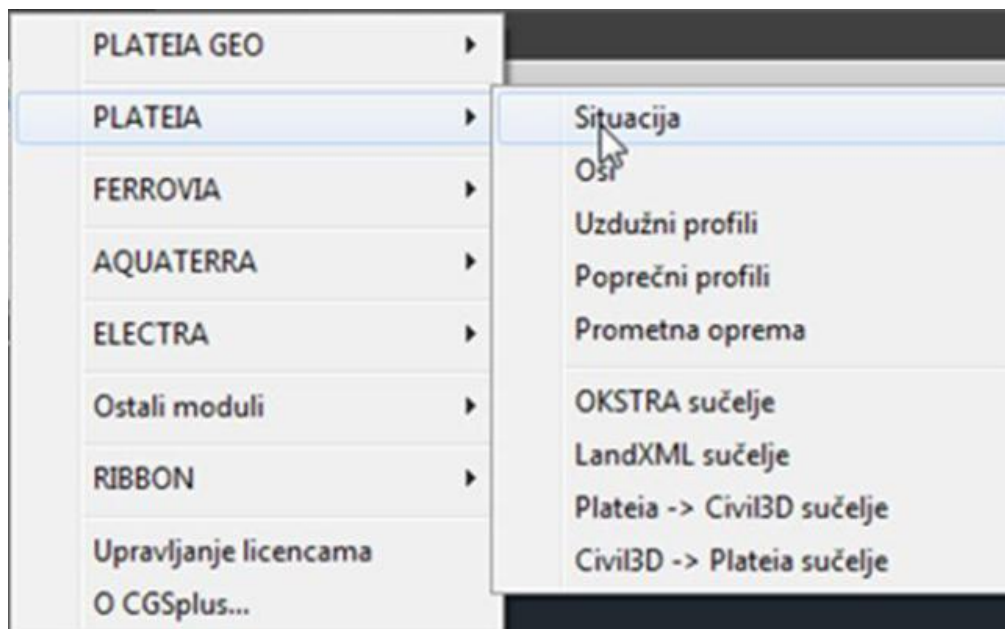 PLATEIA GEO
PLATEIA
FERROVIA
AQUATERRA
ELECTRA
Ostali moduli
RIBBON
Upravljanje licencama
O CGSplus...
Situacija
Osi
Uzdužni profili
Poprečni profili
Prometna oprema
OKSTRA sučelje
LandXML sučelje
Plateia -> Civil3D sučelje
Civil3D -> Plateia sučelje